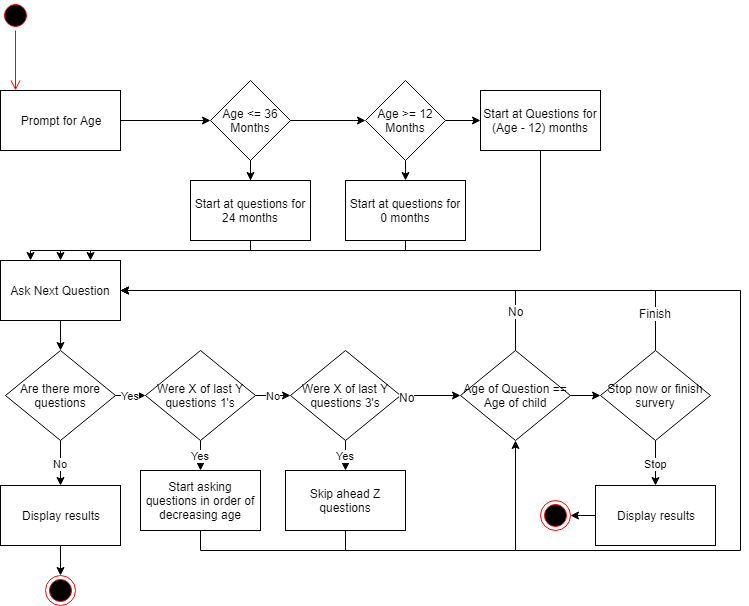 Prompt for Age
Age <= 36
Months
Age >= 12
Months
Start at Questions for
(Age - 12) months
Start at questions for
24 months
Start at questions for
0 months
Ask Next Question
No
Finish
Are there more
questions
Yes
Were X of last Y
questions 1's
No
Were X of last Y
questions 3's
No
Age of Question ==
Age of child
Stop now or finish
survery
No
Yes
Yes
Stop
Display results
Start asking
questions in order of
decreasing age
Skip ahead Z
questions
Display results